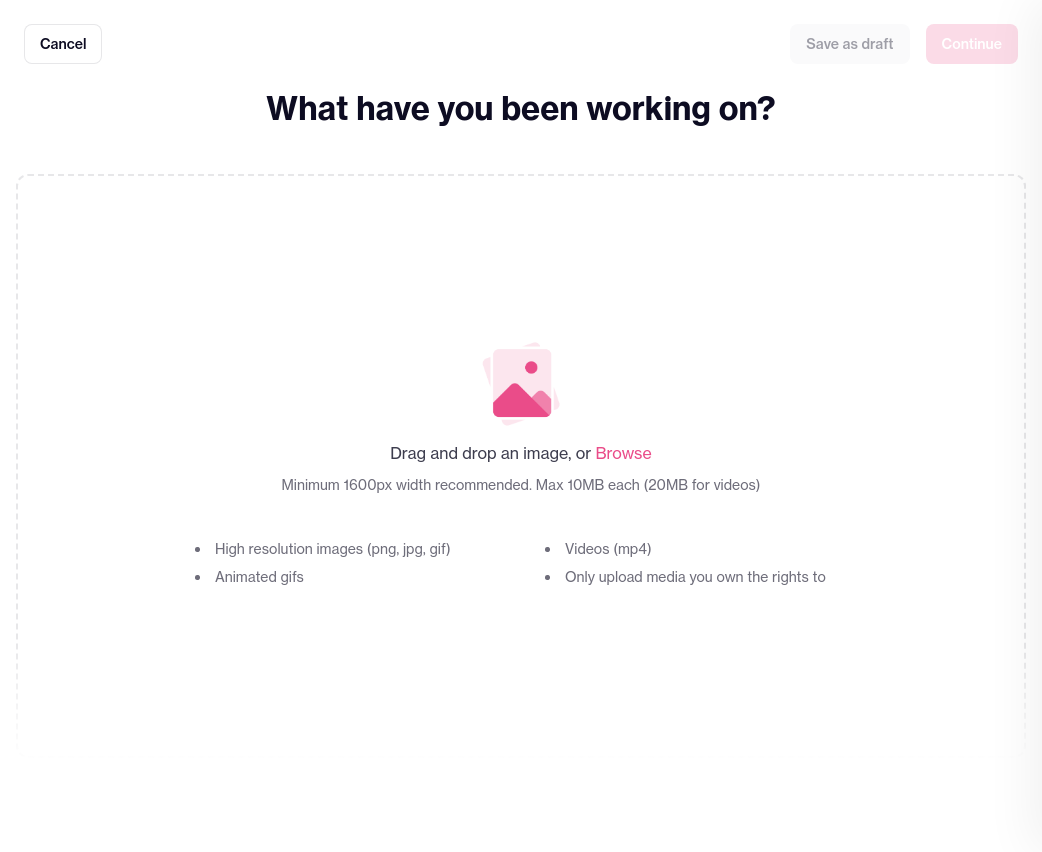 Cancel
Save as draft
Continue
What have you been working on?
Drag and drop an image, or Browse
Minimum 1600px width recommended. Max 10MB each (20MB for videos)
High resolution images (png, jpg, gif)
Animated gifs
Videos (mp4)
Only upload media you own the rights to